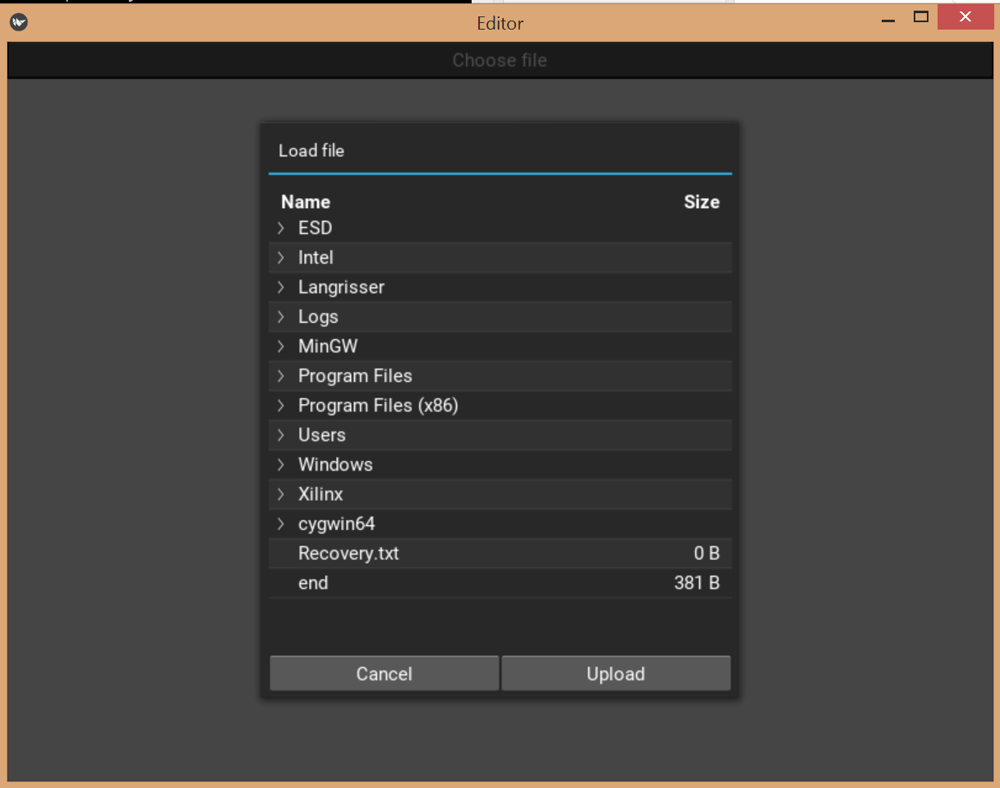 Editor
Choose file
Load file
Name Size
ESD
Intel
Langrisser
Logs
MinGW
Program Files
Program Files (x86)
Users
Windows
Xilinx
cygwin64
Recovery.txt 0 B
end 381 B
Cancel Upload